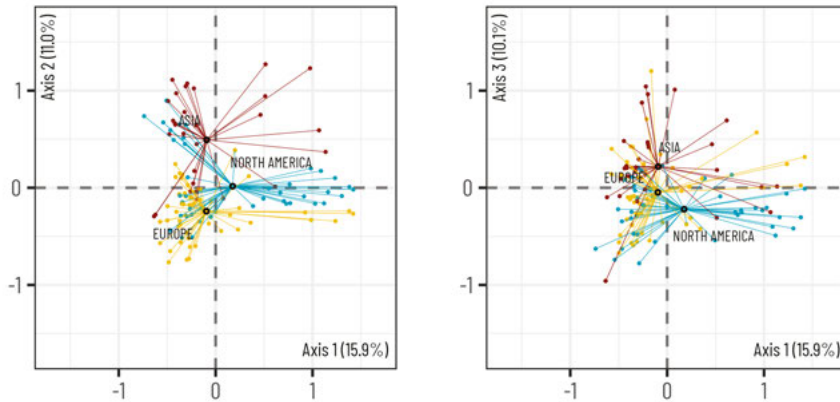 Axis 2 (11.0%)
1
0
-1
ASIA
NORTH AMERICA
EUROPE
Axis 1 (15.9%)
-1
0
1
Axis 3 (10.1%)
1
0
-1
ASIA
EUROPE
NORTH AMERICA
Axis 1 (15.9%)
-1
0
1